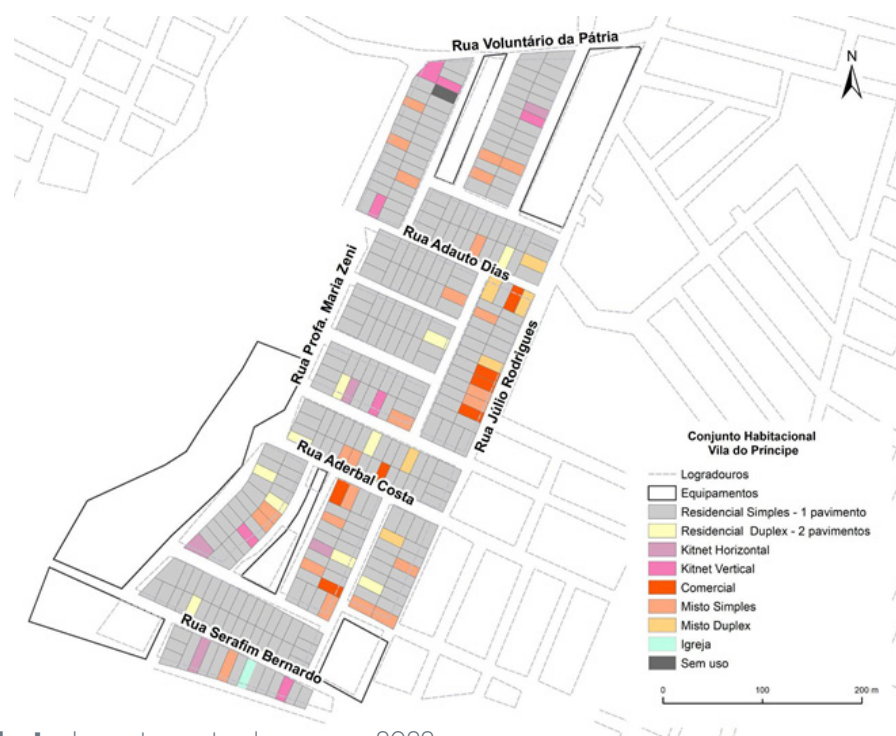 Rua Voluntário da Pátria
N
Rua Adauto Dias
Rua Profa. Maria Zeni
Rua Júlio Rodrigues
Rua Aderbal Costa
Rua Serafim Bernardo
Conjunto Habitacional
Vila do Príncipe
Logradouros
Equipamentos
Residencial Simples - 1 pavimento
Residencial Duplex - 2 pavimentos
Kitnet Horizontal
Kitnet Vertical
Comercial
Misto Simples
Misto Duplex
Igreja
Sem uso
0 100 200 m